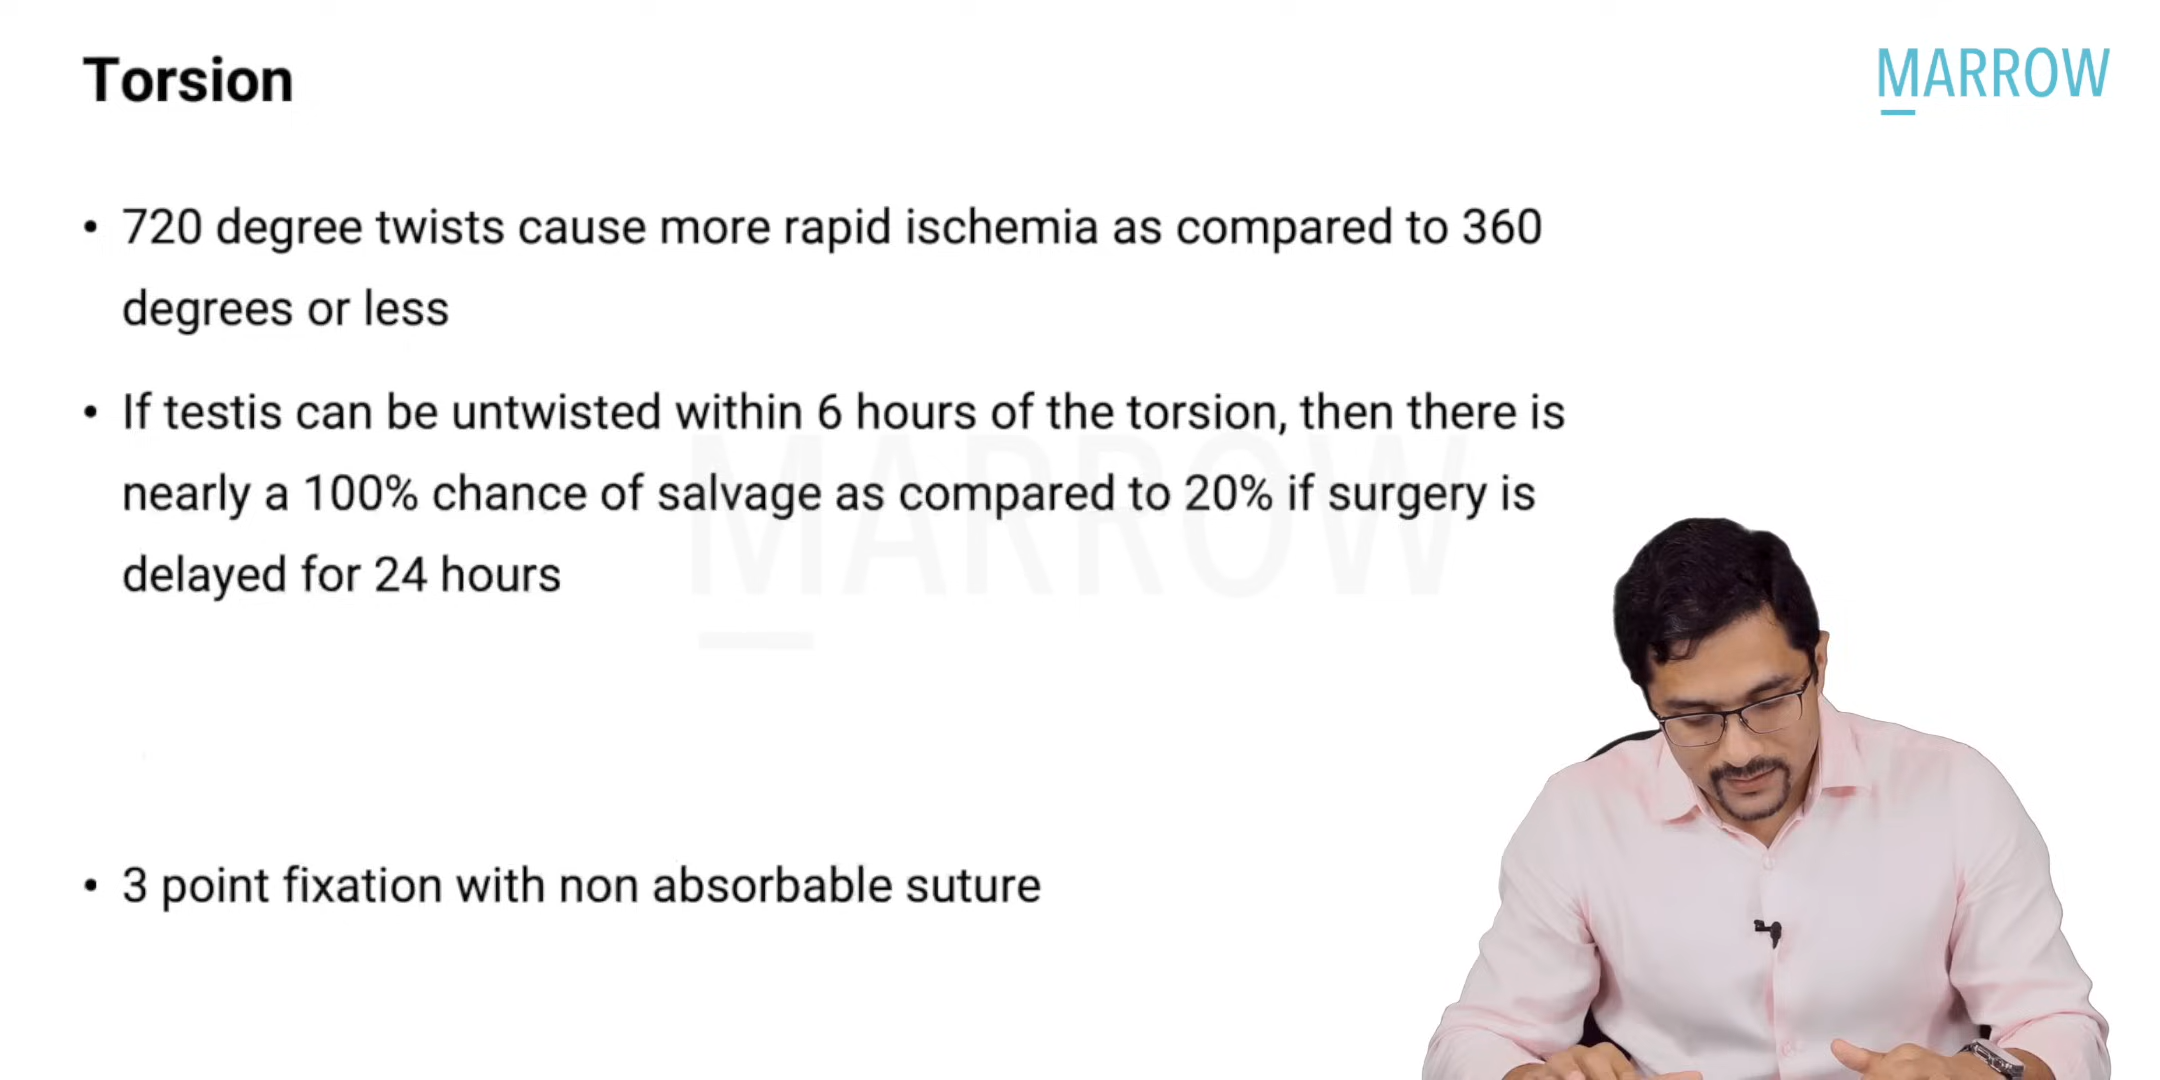 Torsion
MARROW
• 720 degree twists cause more rapid ischemia as compared to 360
degrees or less
• If testis can be untwisted within 6 hours of the torsion, then there is
nearly a 100% chance of salvage as compared to 20% if surgery is
delayed for 24 hours
MARROW
• 3 point fixation with non absorbable suture